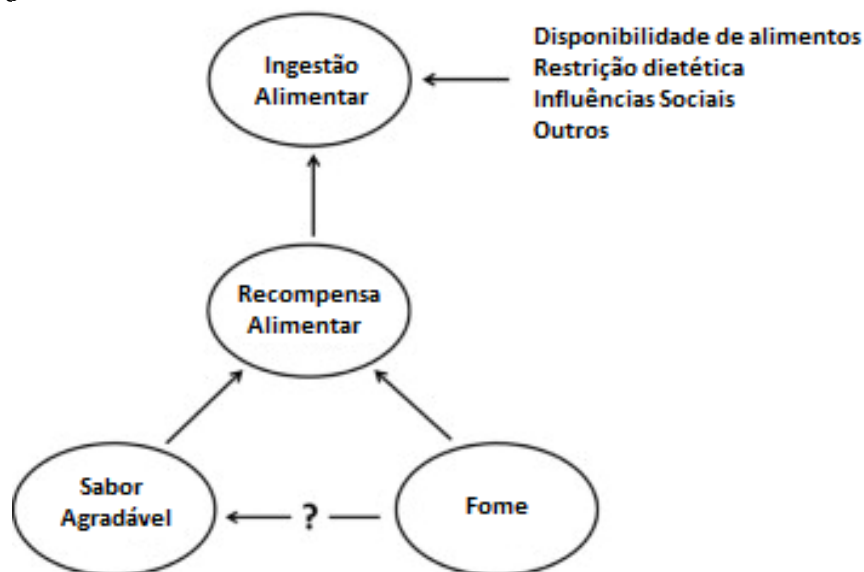 Ingestão
Alimentar
Disponibilidade de alimentos
Restrição dietética
Influências Sociais
Outros
Recompensa
Alimentar
Sabor
Agradável
?
Fome